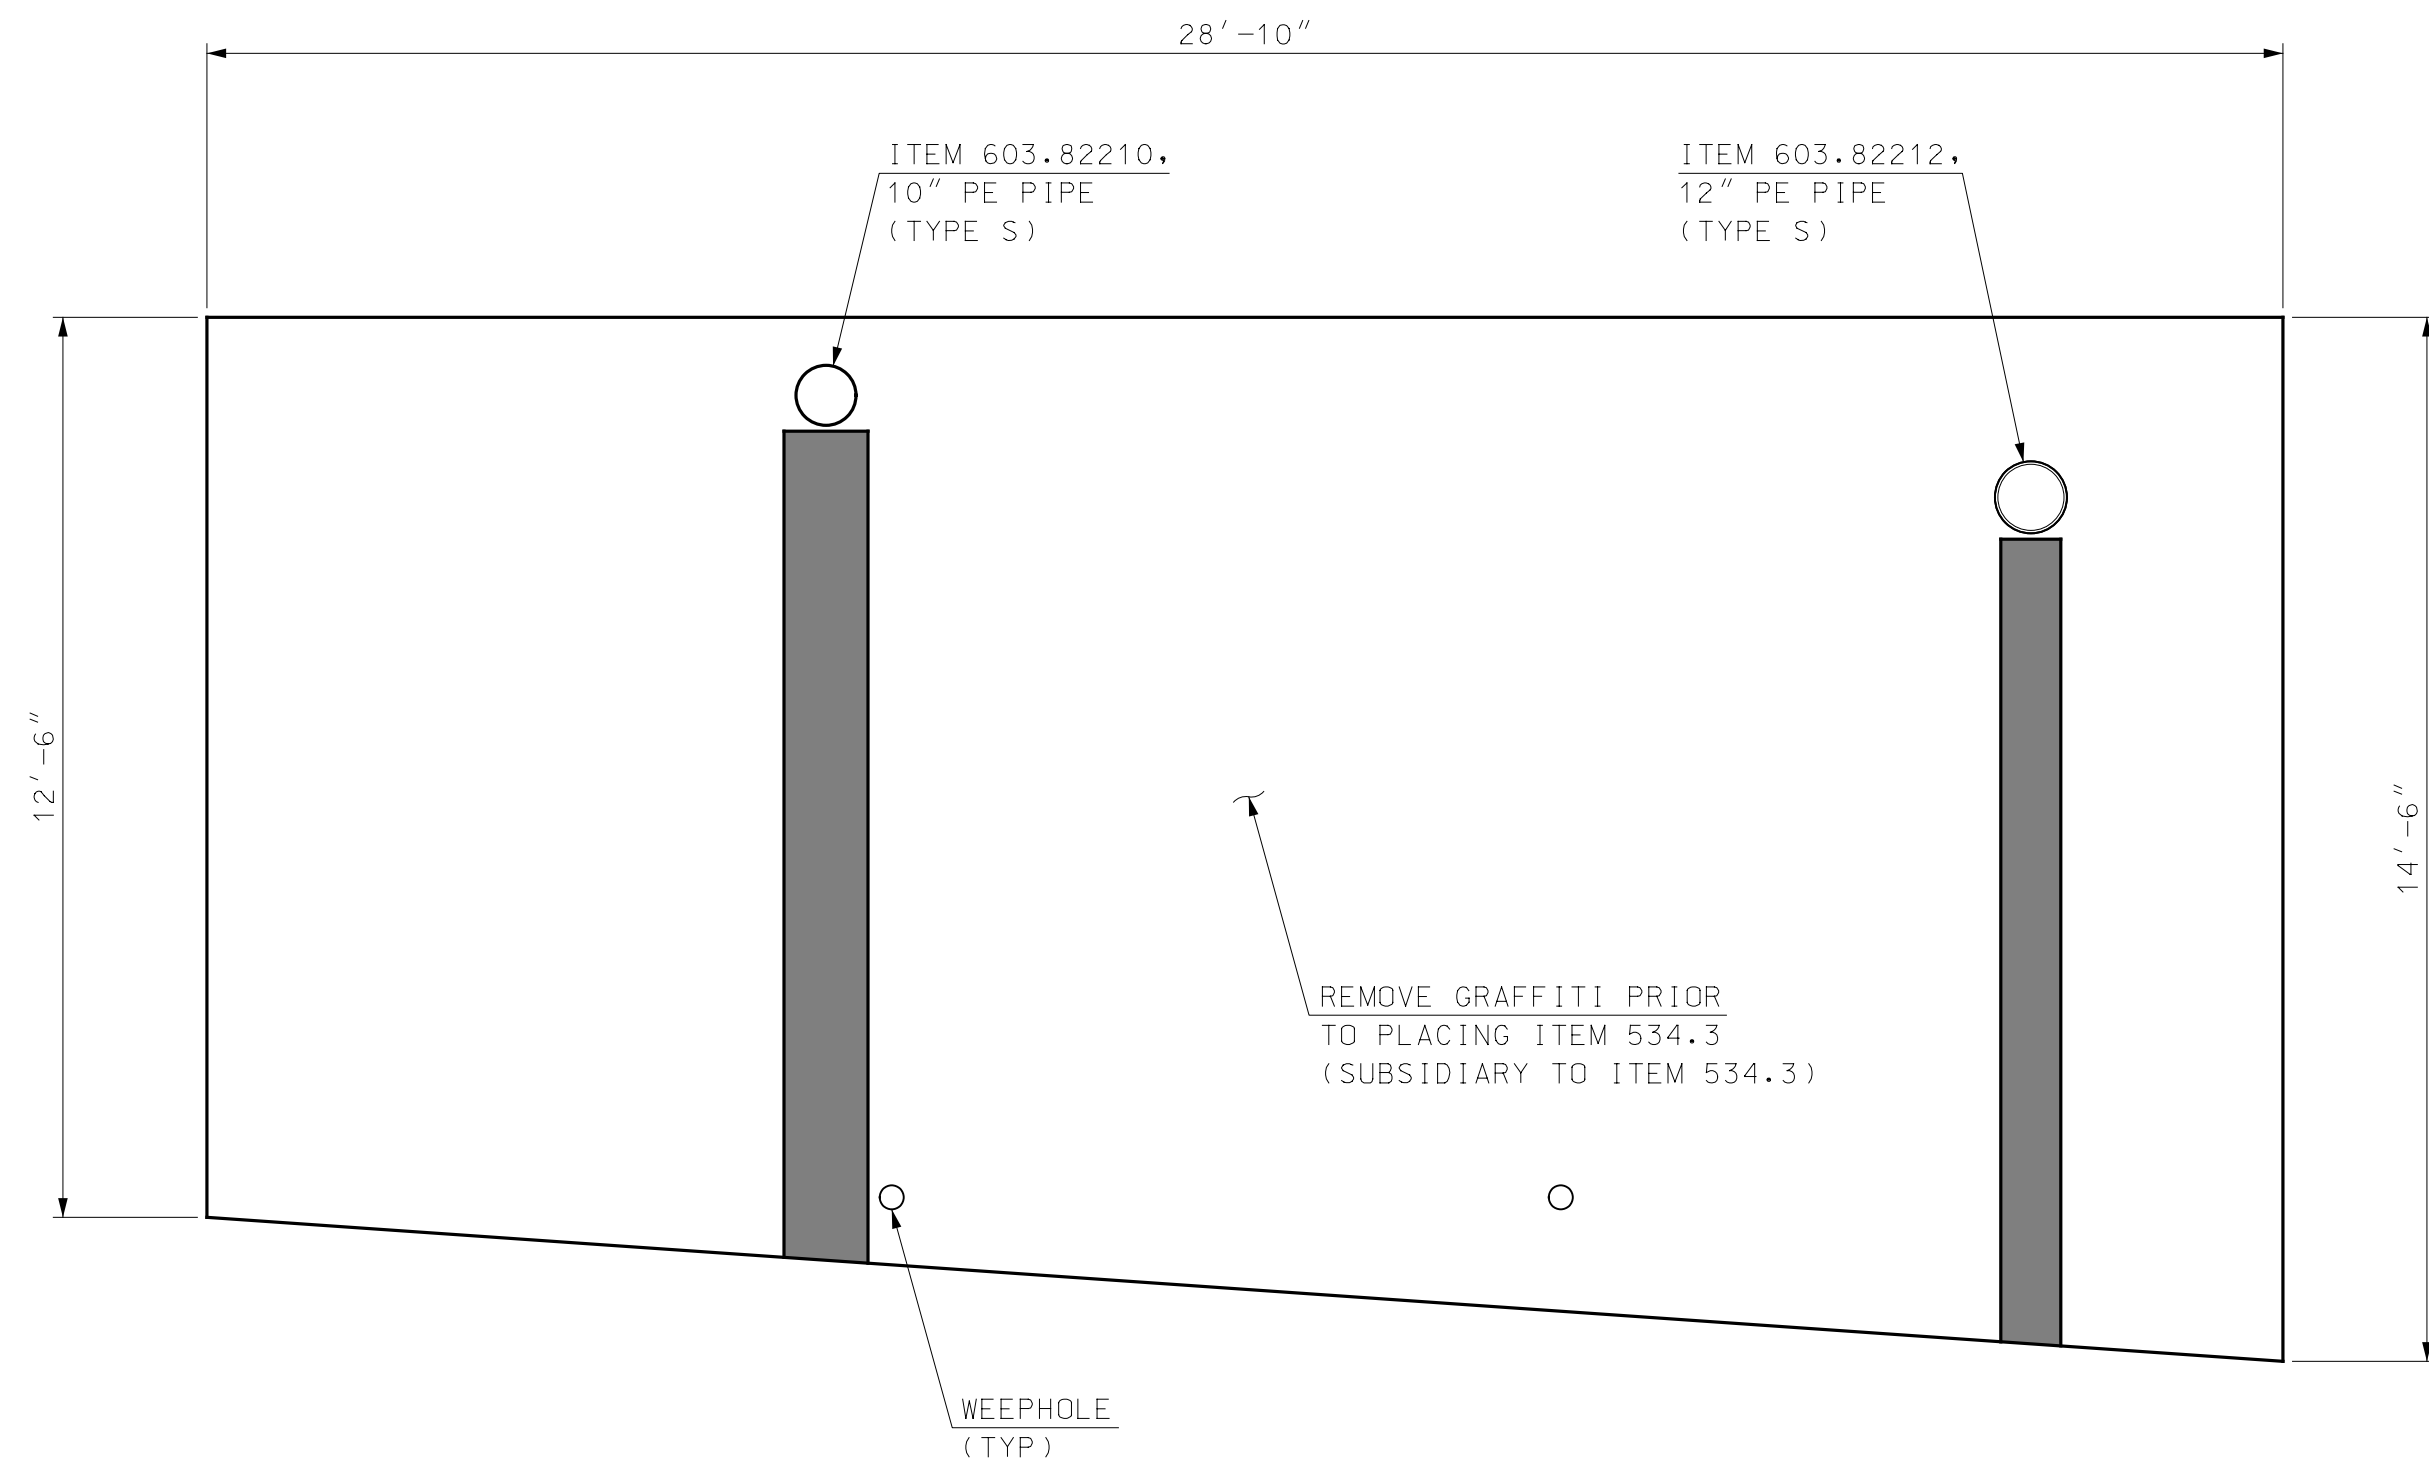 28'-10"
ITEM 603.82210,
10" PE PIPE
(TYPE S)
ITEM 603.82212,
12" PE PIPE
(TYPE S)
12'-6"
14'-6"
REMOVE GRAFFITI PRIOR
TO PLACING ITEM 534.3
(SUBSIDIARY TO ITEM 534.3)
WEEPHOLE
(TYP)